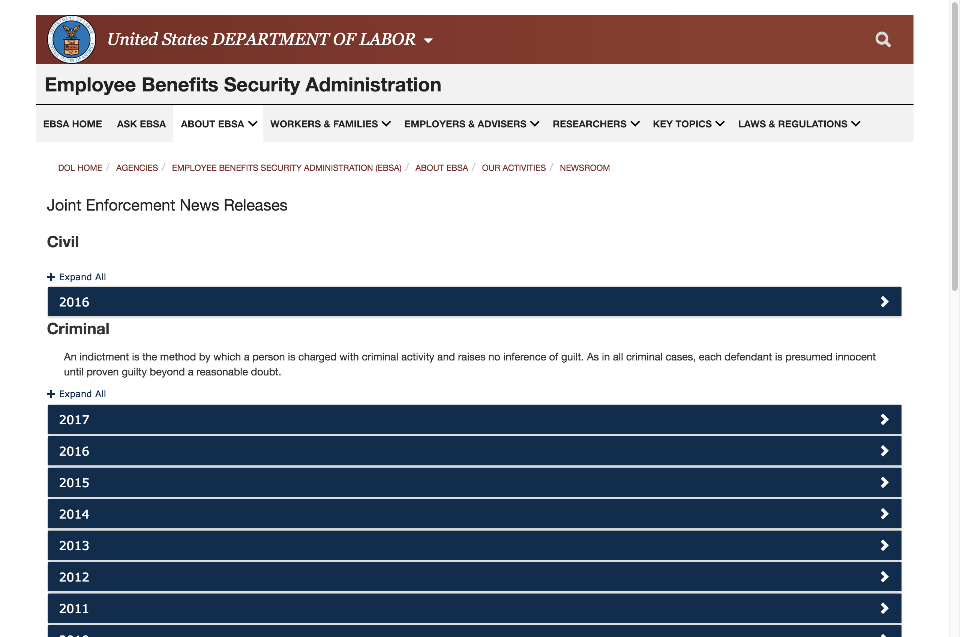 United States DEPARTMENT OF LABOR
Employee Benefits Security Administration
EBSA HOME ASK EBSA ABOUT EBSA WORKERS & FAMILIES EMPLOYERS & ADVISERS RESEARCHERS KEY TOPICS LAWS & REGULATIONS
DOL HOME / AGENCIES / EMPLOYEE BENEFITS SECURITY ADMINISTRATION (EBSA) / ABOUT EBSA / OUR ACTIVITIES / NEWSROOM
Joint Enforcement News Releases
Civil
+ Expand All
2016
Criminal
An indictment is the method by which a person is charged with criminal activity and raises no inference of guilt. As in all criminal cases, each defendant is presumed innocent
until proven guilty beyond a reasonable doubt.
+ Expand All
2017
2016
2015
2014
2013
2012
2011